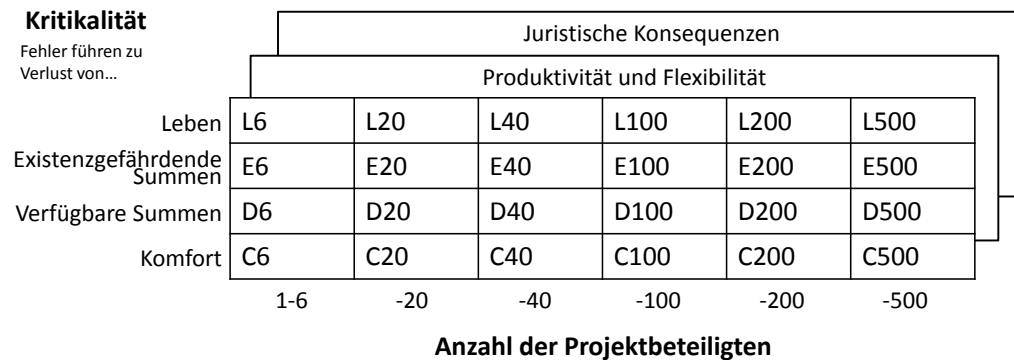 Kritikalität
Fehler führen zu
Verlust von…
Juristische Konsequenzen
Produktivität und Flexibilität
Leben L6 L20 L40 L100 L200 L500
Existenzgefährdende
Summen E6 E20 E40 E100 E200 E500
Verfügbare Summen D6 D20 D40 D100 D200 D500
Komfort C6 C20 C40 C100 C200 C500
1-6 -20 -40 -100 -200 -500
Anzahl der Projektbeteiligten